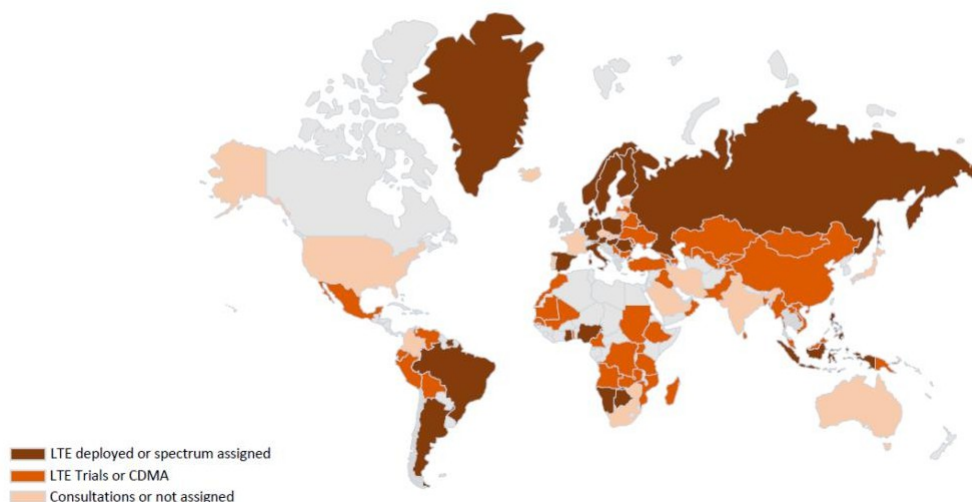 LTE deployed or spectrum assigned
LTE Trials or CDMA
Consultations or not assigned